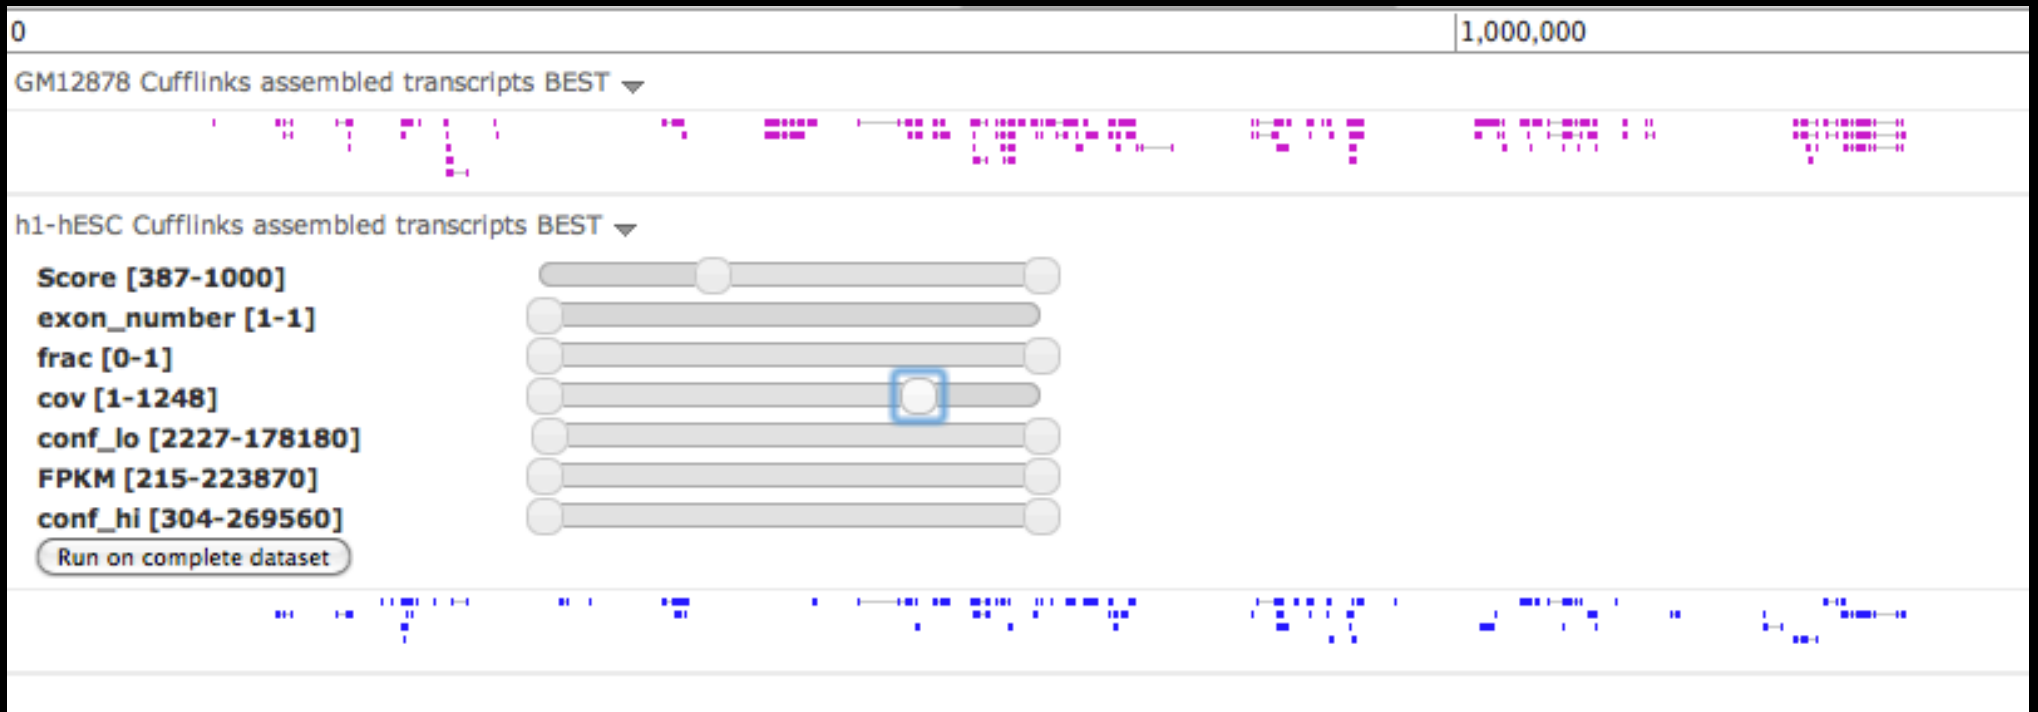 0 1,000,000
GM12878 Cufflinks assembled transcripts BEST
h1-hESC Cufflinks assembled transcripts BEST
Score [387-1000]
exon_number [1-1]
frac [0-1]
cov [1-1248]
conf_lo [2227-178180]
FPKM [215-223870]
conf_hi [304-269560]
Run on complete dataset